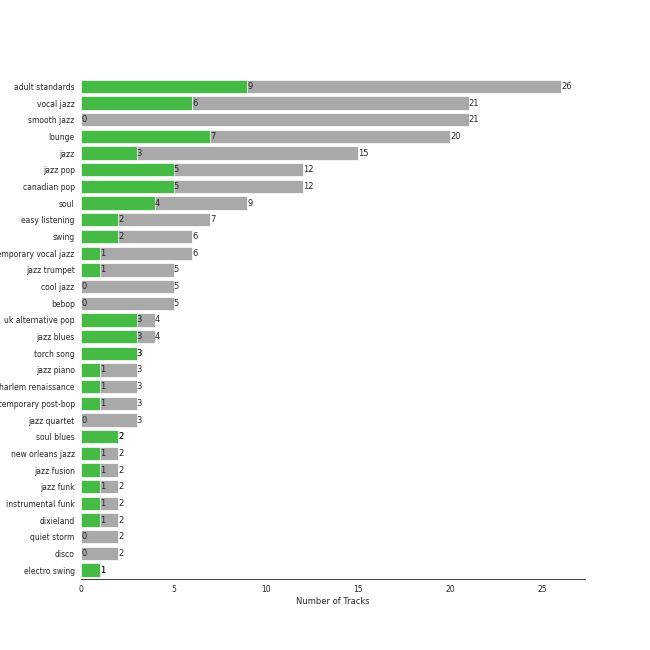 adult standards 9 26
vocal jazz 6 21
smooth jazz 0 21
lounge 7 20
jazz 3 15
jazz pop 5 12
canadian pop 5 12
soul 4 9
easy listening 2 7
swing 2 6
emporary vocal jazz 1 6
jazz trumpet 1 5
cool jazz 0 5
bebop 0 5
uk alternative pop 3 4
jazz blues 3 4
torch song 3
jazz piano 1 3
harlem renaissance 1 3
temporary post-bop 1 3
jazz quartet 0 3
soul blues 2
new orleans jazz 1 2
jazz fusion 1 2
jazz funk 1 2
instrumental funk 1 2
dixieland 1 2
quiet storm 0 2
disco 0 2
electro swing 1
0 5 10 15 20 25
Number of Tracks